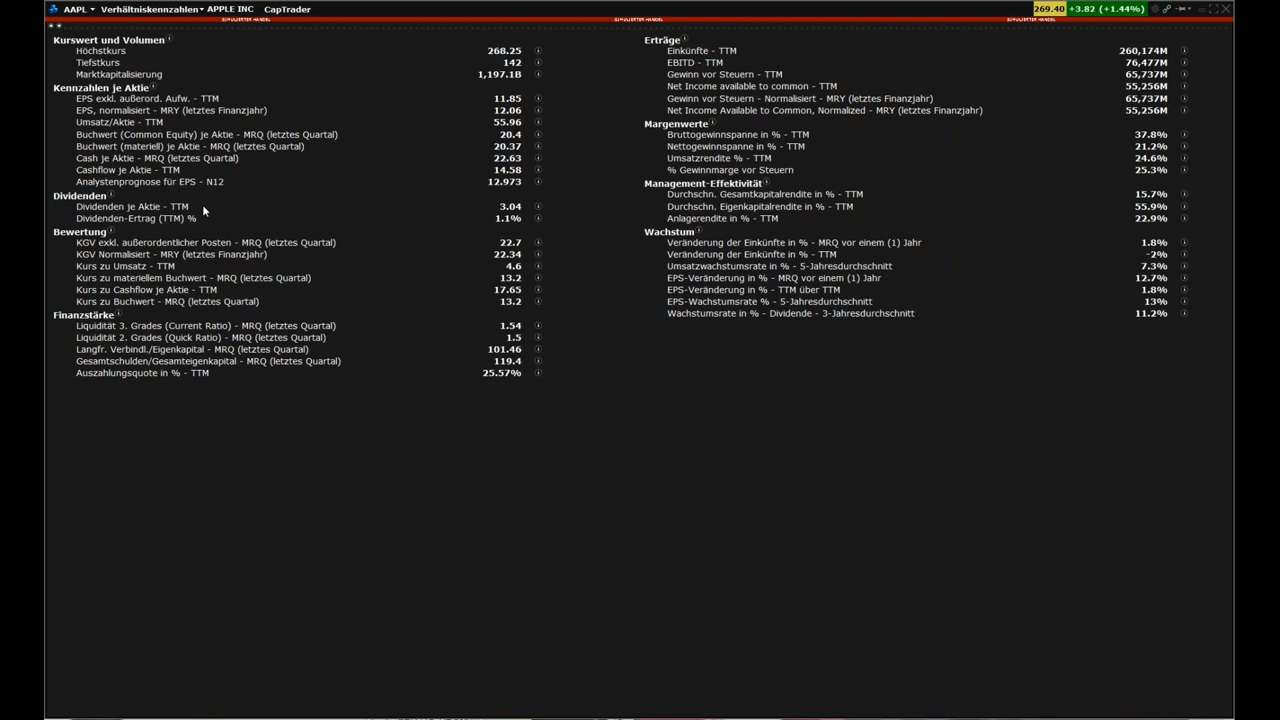 AAPL Verhältniskennzahlen APPLE INC CapTrader 269.40 +3.82 (+1.44%)
SIMULIERTER HANDEL SIMULIERTER HANDEL SIMULIERTER HANDEL
Kurswert und Volumen
Höchstkurs 268.25
Tiefstkurs 142
Marktkapitalisierung 1,197.1B
Kennzahlen je Aktie
EPS exkl. außerord. Aufw. - TTM 11.85
EPS, normalisiert - MRY (letztes Finanzjahr) 12.06
Umsatz/Aktie - TTM 55.96
Buchwert (Common Equity) je Aktie - MRQ (letztes Quartal) 20.4
Buchwert (materiell) je Aktie - MRQ (letztes Quartal) 20.37
Cash je Aktie - MRQ (letztes Quartal) 22.63
Cashflow je Aktie - TTM 14.58
Analystenprognose für EPS - N12 12.973
Dividenden
Dividenden je Aktie - TTM 3.04
Dividenden-Ertrag (TTM) % 1.1%
Bewertung
KGV exkl. außerordentlicher Posten - MRQ (letztes Quartal) 22.7
KGV Normalisiert - MRY (letztes Finanzjahr) 22.34
Kurs zu Umsatz - TTM 4.6
Kurs zu materiellem Buchwert - MRQ (letztes Quartal) 13.2
Kurs zu Cashflow je Aktie - TTM 17.65
Kurs zu Buchwert - MRQ (letztes Quartal) 13.2
Finanzstärke
Liquidität 3. Grades (Current Ratio) - MRQ (letztes Quartal) 1.54
Liquidität 2. Grades (Quick Ratio) - MRQ (letztes Quartal) 1.5
Langfr. Verbindl./Eigenkapital - MRQ (letztes Quartal) 101.46
Gesamtschulden/Gesamteigenkapital - MRQ (letztes Quartal) 119.4
Auszahlungsquote in % - TTM 25.57%
Erträge
Einkünfte - TTM 260,174M
EBITD - TTM 76,477M
Gewinn vor Steuern - TTM 65,737M
Net Income available to common - TTM 55,256M
Gewinn vor Steuern - Normalisiert - MRY (letztes Finanzjahr) 65,737M
Net Income Available to Common, Normalized - MRY (letztes Finanzjahr) 55,256M
Margenwerte
Bruttogewinnspanne in % - TTM 37.8%
Nettogewinnspanne in % - TTM 21.2%
Umsatzrendite % - TTM 24.6%
% Gewinnmarge vor Steuern 25.3%
Management-Effektivität
Durchschn. Gesamtkapitalrendite in % - TTM 15.7%
Durchschn. Eigenkapitalrendite in % - TTM 55.9%
Anlagerendite in % - TTM 22.9%
Wachstum
Veränderung der Einkünfte in % - MRQ vor einem (1) Jahr 1.8%
Veränderung der Einkünfte in % - TTM -2%
Umsatzwachstumsrate in % - 5-Jahresdurchschnitt 7.3%
EPS-Veränderung in % - MRQ vor einem (1) Jahr 12.7%
EPS-Veränderung in % - TTM über TTM 1.8%
EPS-Wachstumsrate % - 5-Jahresdurchschnitt 13%
Wachstumsrate in % - Dividende - 3-Jahresdurchschnitt 11.2%